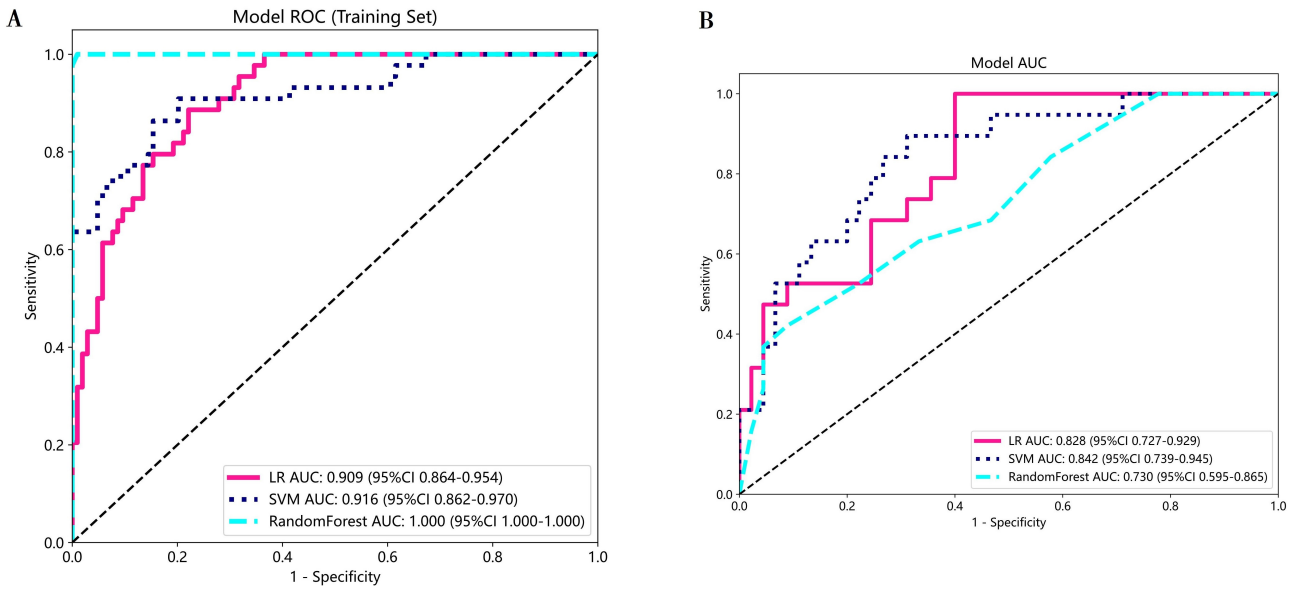 A
Model ROC (Training Set)
Sensitivity
1.0
0.8
0.6
0.4
0.2
0.0
LR AUC: 0.909 (95%CI 0.864-0.954)
SVM AUC: 0.916 (95%CI 0.862-0.970)
RandomForest AUC: 1.000 (95%CI 1.000-1.000)
0.0 0.2 0.4 0.6 0.8 1.0
1 - Specificity
B
Model AUC
Sensitivity
1.0
0.8
0.6
0.4
0.2
0.0
LR AUC: 0.828 (95%CI 0.727-0.929)
SVM AUC: 0.842 (95%CI 0.739-0.945)
RandomForest AUC: 0.730 (95%CI 0.595-0.865)
0.0 0.2 0.4 0.6 0.8 1.0
1 - Specificity